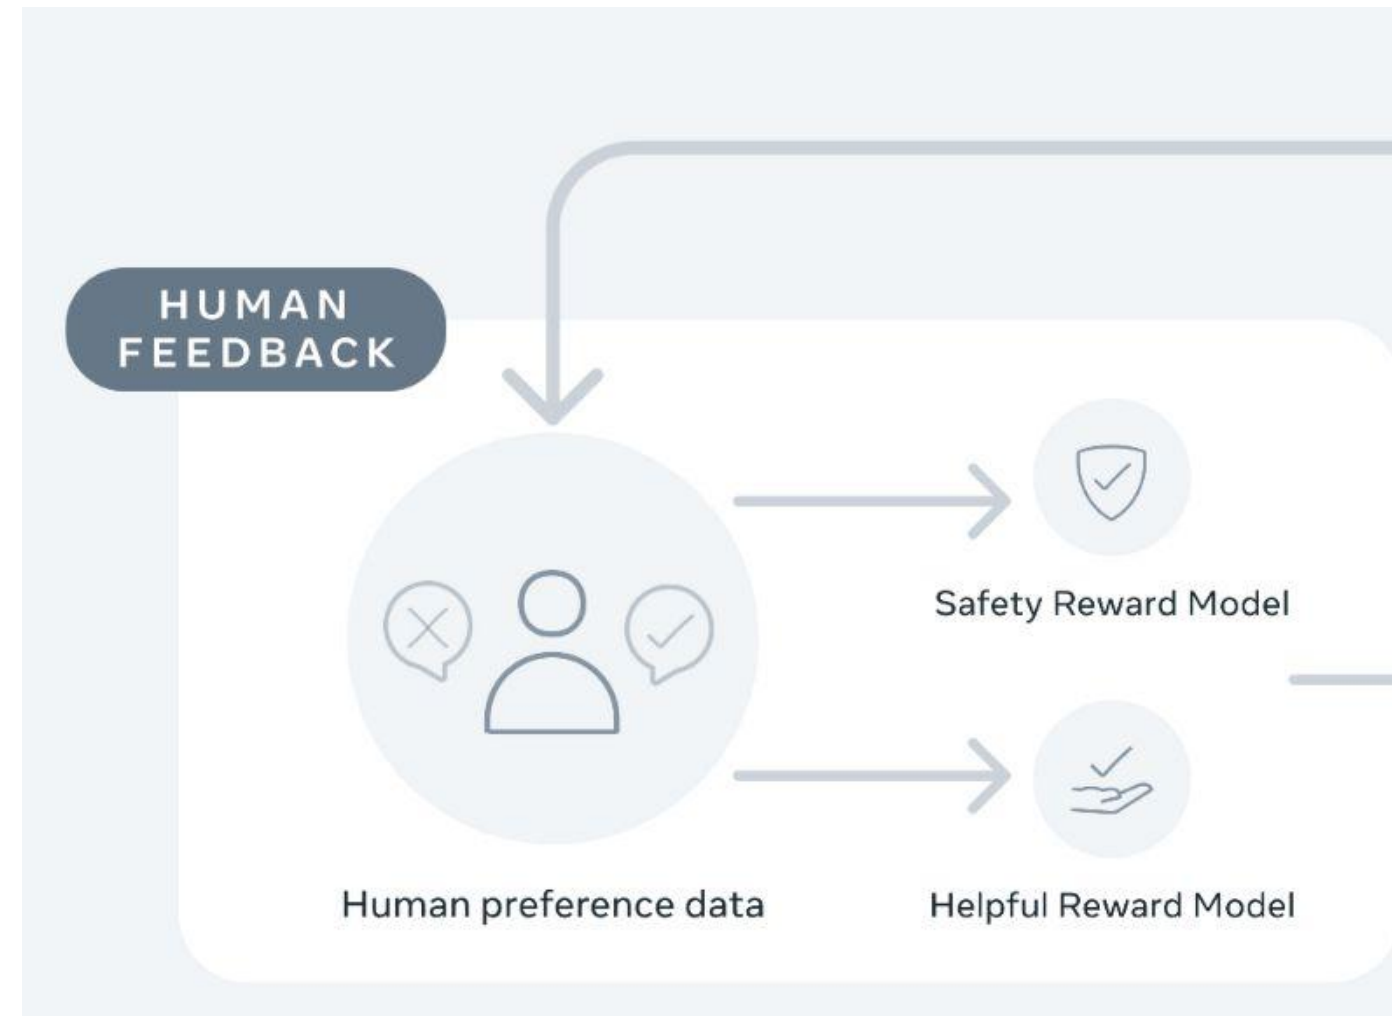 HUMAN
FEEDBACK
Safety Reward Model
Human preference data
Helpful Reward Model